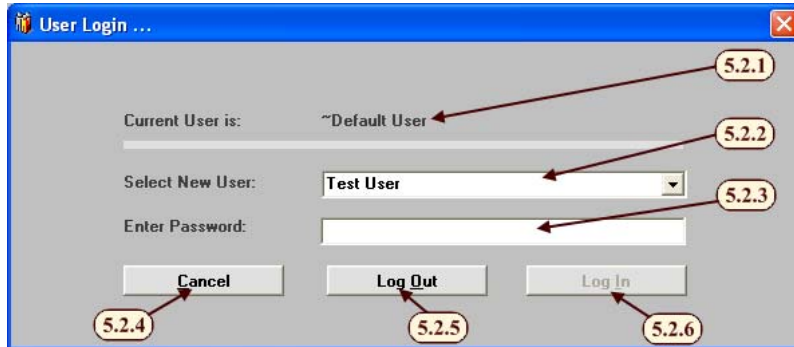 User Login ...
5.2.1
Current User is: ~Default User
5.2.2
Select New User: Test User
5.2.3
Enter Password:
Cancel Log Out Log In
5.2.4 5.2.5 5.2.6